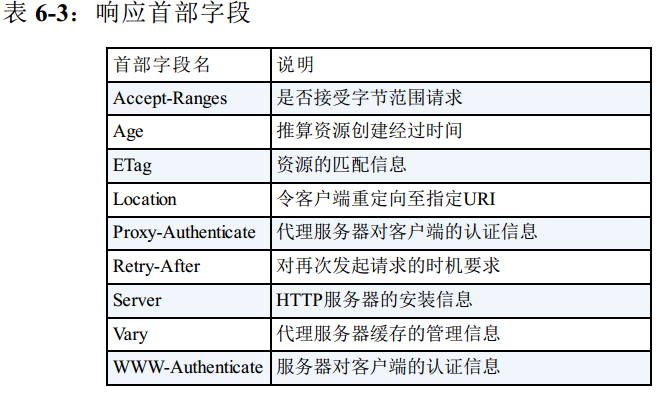 表 6-3：响应首部字段
首部字段名 说明
Accept-Ranges 是否接受字节范围请求
Age 推算资源创建经过时间
ETag 资源的匹配信息
Location 令客户端重定向至指定URI
Proxy-Authenticate 代理服务器对客户端的认证信息
Retry-After 对再次发起请求的时机要求
Server HTTP服务器的安装信息
Vary 代理服务器缓存的管理信息
WWW-Authenticate 服务器对客户端的认证信息